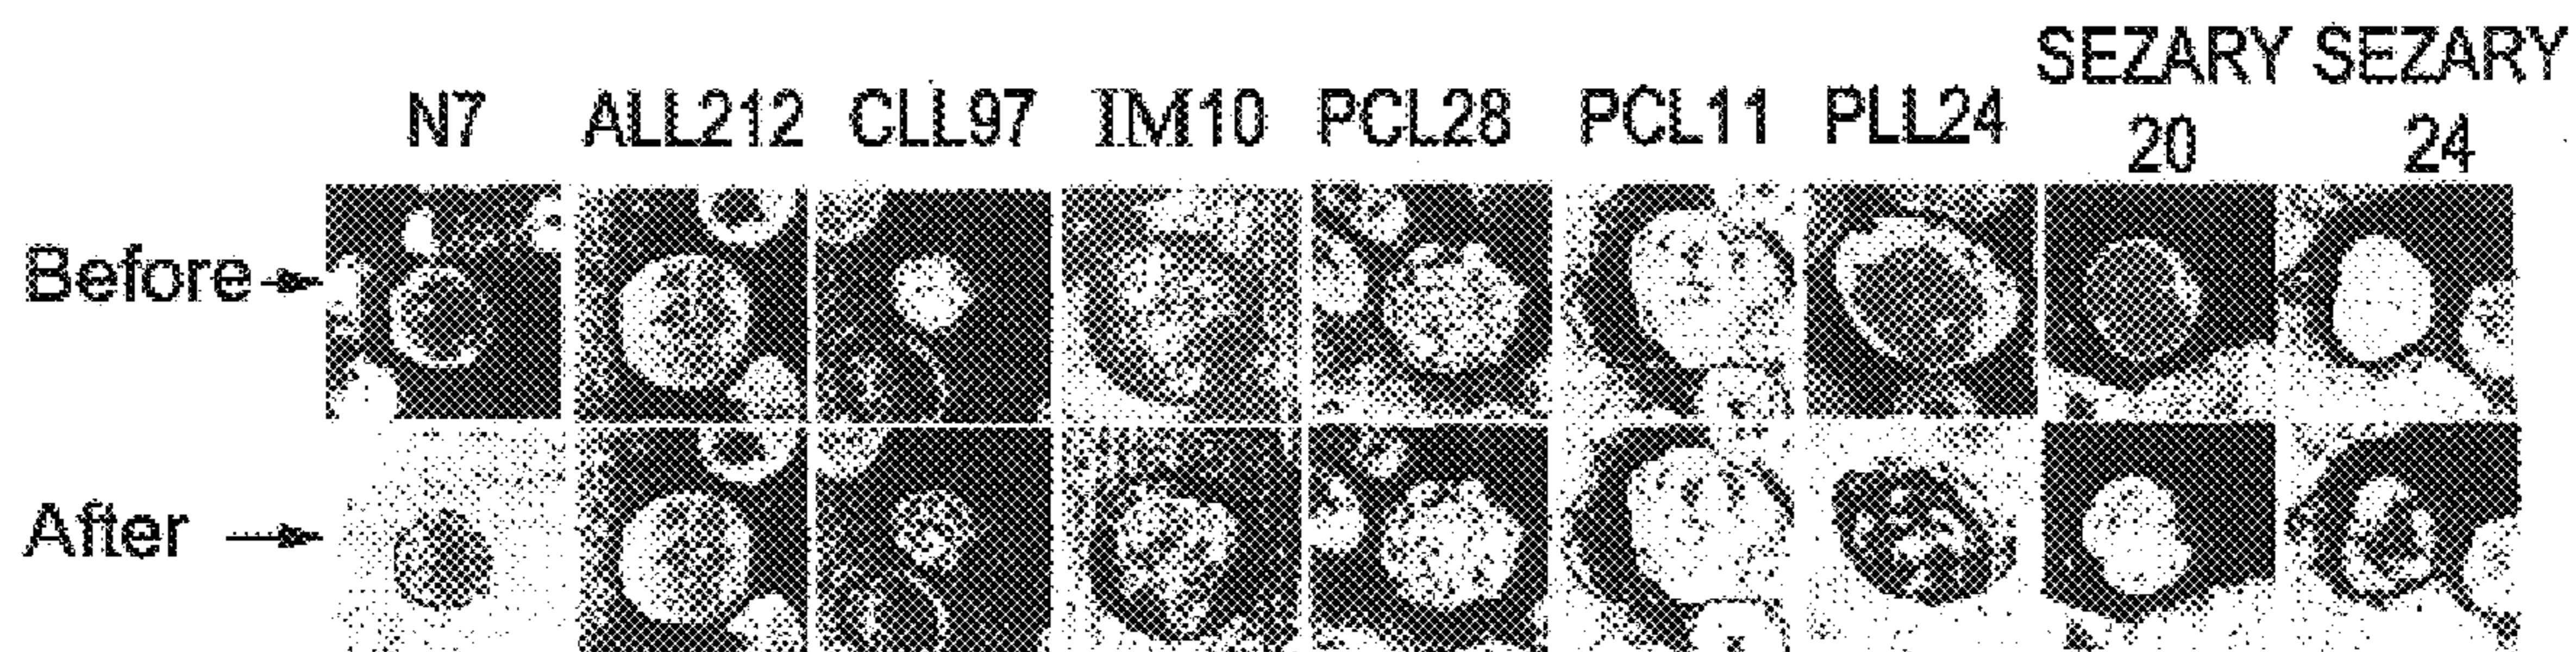 SEZARY SEZARY
N7 ALL212 CLL97 IM10 PCL28 PCL11 PLL24 20 24
Before
After